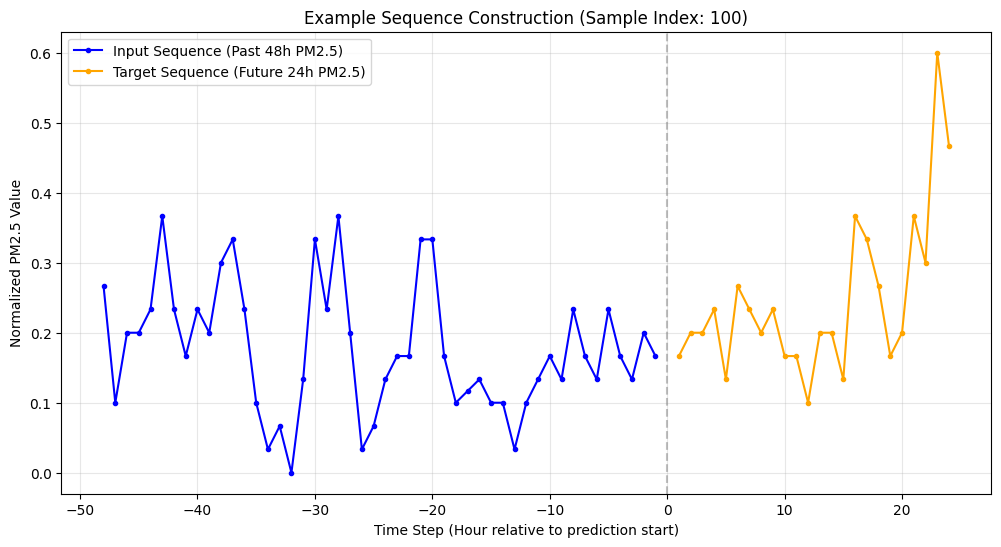 Example Sequence Construction (Sample Index: 100)
Input Sequence (Past 48h PM2.5)
Target Sequence (Future 24h PM2.5)
Normalized PM2.5 Value
0.6
0.5
0.4
0.3
0.2
0.1
0.0
−50 −40 −30 −20 −10 0 10 20
Time Step (Hour relative to prediction start)